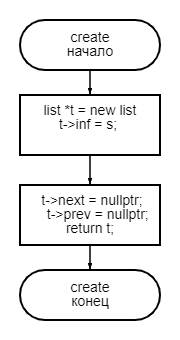 create
начало
list *t = new list
t->inf = s;
t->next = nullptr;
t->prev = nullptr;
return t;
create
конец